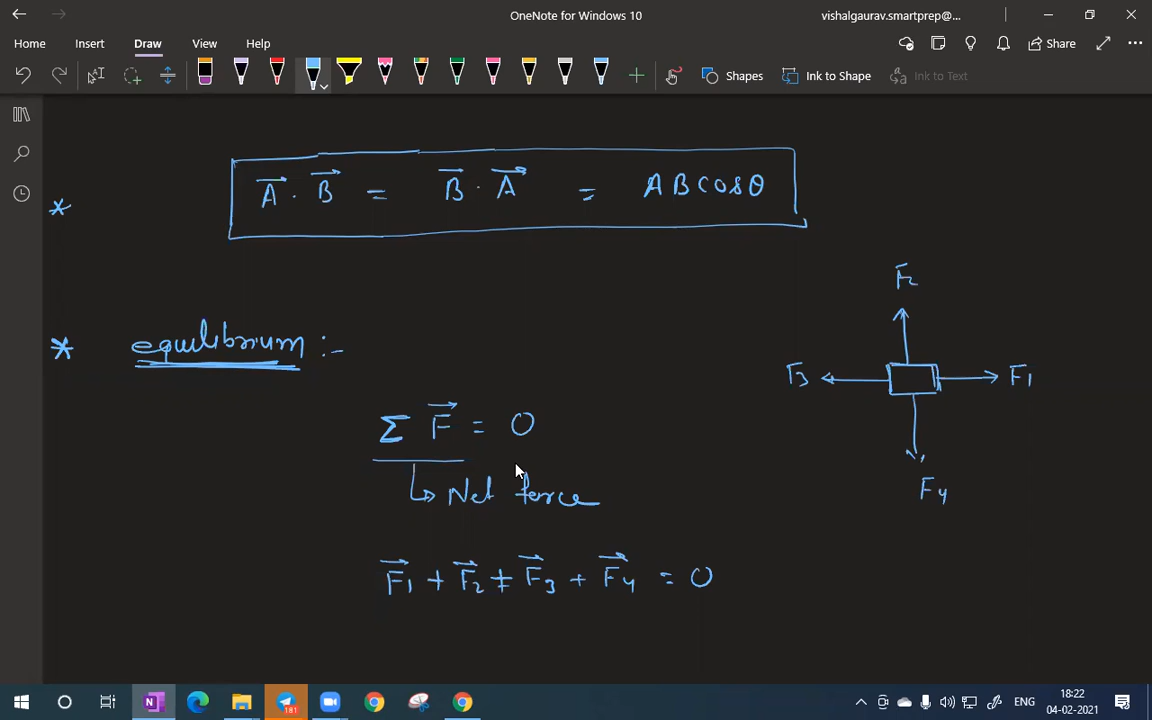 OneNote for Windows 10
vishalgaurav.smartprep@...
Home Insert Draw View Help
Share
Shapes
Ink to Shape
Ink to Text
* A⃗ · B⃗ = B⃗ · A⃗ = AB cosθ
* equilibrium :-
F2
F3 F1
F4
Σ F⃗ = 0
↳ Net force
F⃗1 + F⃗2 + F⃗3 + F⃗4 = 0
181
ENG
18:22
04-02-2021